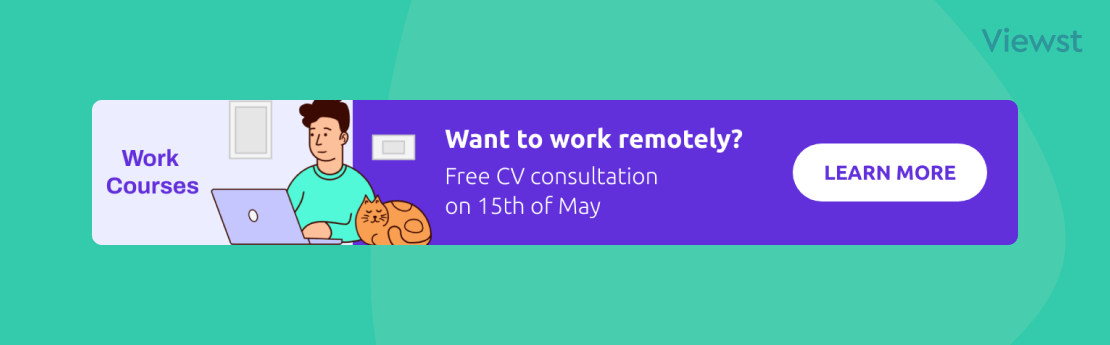 Viewst
Work
Courses
Want to work remotely?
Free CV consultation
on 15th of May
LEARN MORE